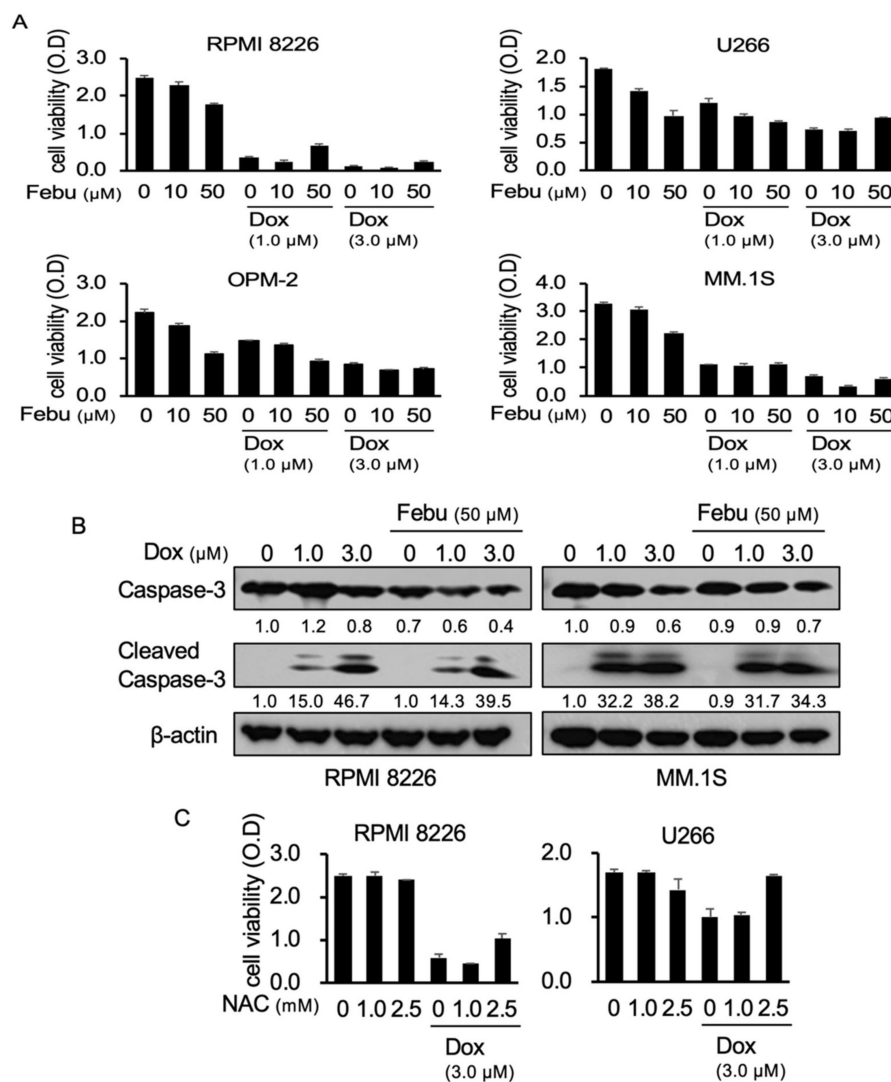 A
RPMI 8226
cell viability (O.D)
3.0
2.0
1.0
0.0
Febu (µM) 0 10 50 0 10 50 0 10 50
Dox Dox
(1.0 µM) (3.0 µM)
U266
cell viability (O.D)
2.0
1.5
1.0
0.5
0.0
Febu (µM) 0 10 50 0 10 50 0 10 50
Dox Dox
(1.0 µM) (3.0 µM)
OPM-2
cell viability (O.D)
3.0
2.0
1.0
0.0
Febu (µM) 0 10 50 0 10 50 0 10 50
Dox Dox
(1.0 µM) (3.0 µM)
MM.1S
cell viability (O.D)
4.0
3.0
2.0
1.0
0.0
Febu (µM) 0 10 50 0 10 50 0 10 50
Dox Dox
(1.0 µM) (3.0 µM)
B
Febu (50 µM) Febu (50 µM)
Dox (µM) 0 1.0 3.0 0 1.0 3.0 0 1.0 3.0 0 1.0 3.0
Caspase-3
1.0 1.2 0.8 0.7 0.6 0.4 1.0 0.9 0.6 0.9 0.9 0.7
Cleaved
Caspase-3
1.0 15.0 46.7 1.0 14.3 39.5 1.0 32.2 38.2 0.9 31.7 34.3
β-actin
RPMI 8226 MM.1S
C
RPMI 8226
cell viability (O.D)
3.0
2.0
1.0
0.0
NAC (mM) 0 1.0 2.5 0 1.0 2.5
Dox
(3.0 µM)
U266
2.0
1.0
0.0
0 1.0 2.5 0 1.0 2.5
Dox
(3.0 µM)